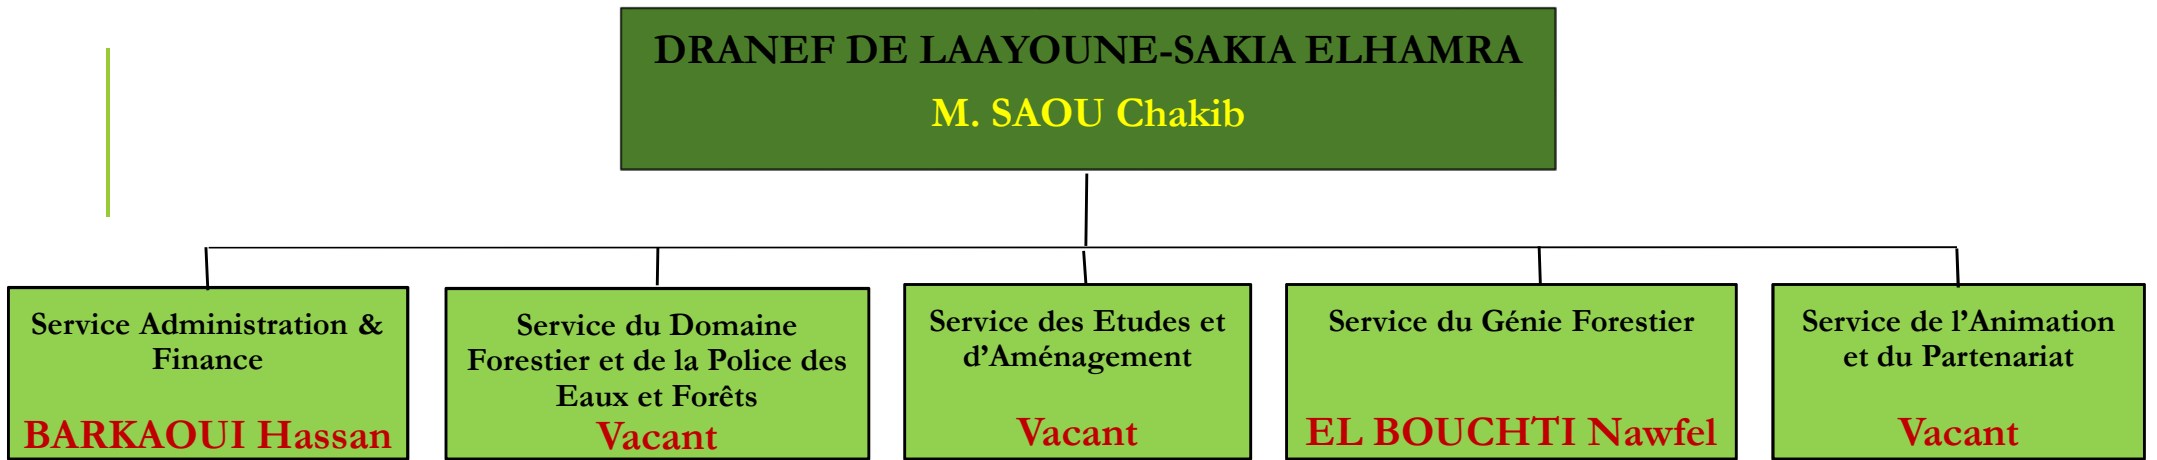 DRANEF DE LAAYOUNE-SAKIA ELHAMRA
M. SAOU Chakib
Service Administration &
Finance
BARKAOUI Hassan
Service du Domaine
Forestier et de la Police des
Eaux et Forêts
Vacant
Service des Etudes et
d’Aménagement
Vacant
Service du Génie Forestier
EL BOUCHTI Nawfel
Service de l’Animation
et du Partenariat
Vacant